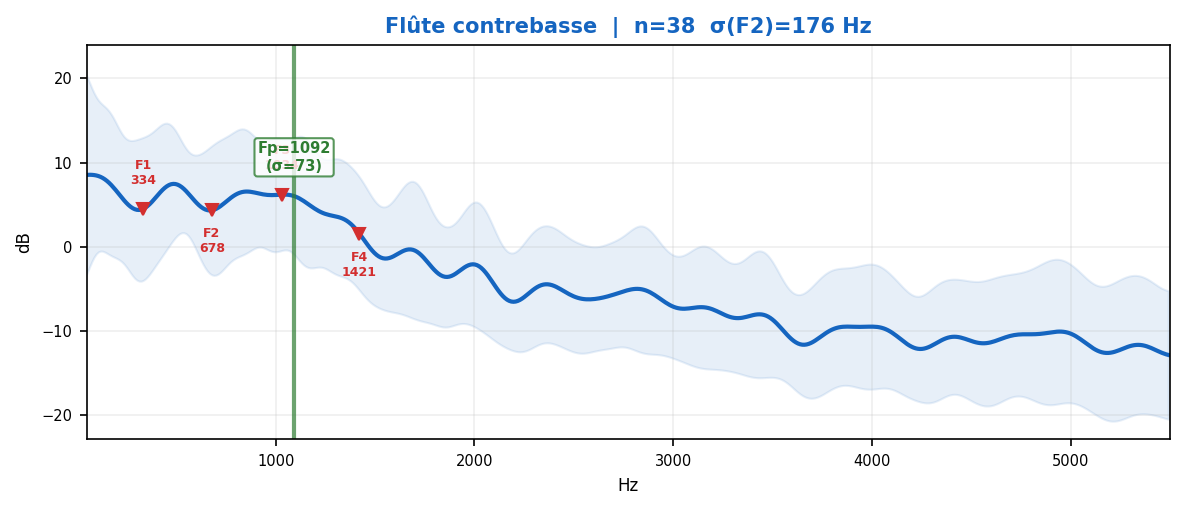 Flûte contrebasse | n=38 σ(F2)=176 Hz
20
10
0
−10
−20
dB
F1
334
F2
678
Fp=1092
(σ=73)
F4
1421
1000
2000
3000
4000
5000
Hz